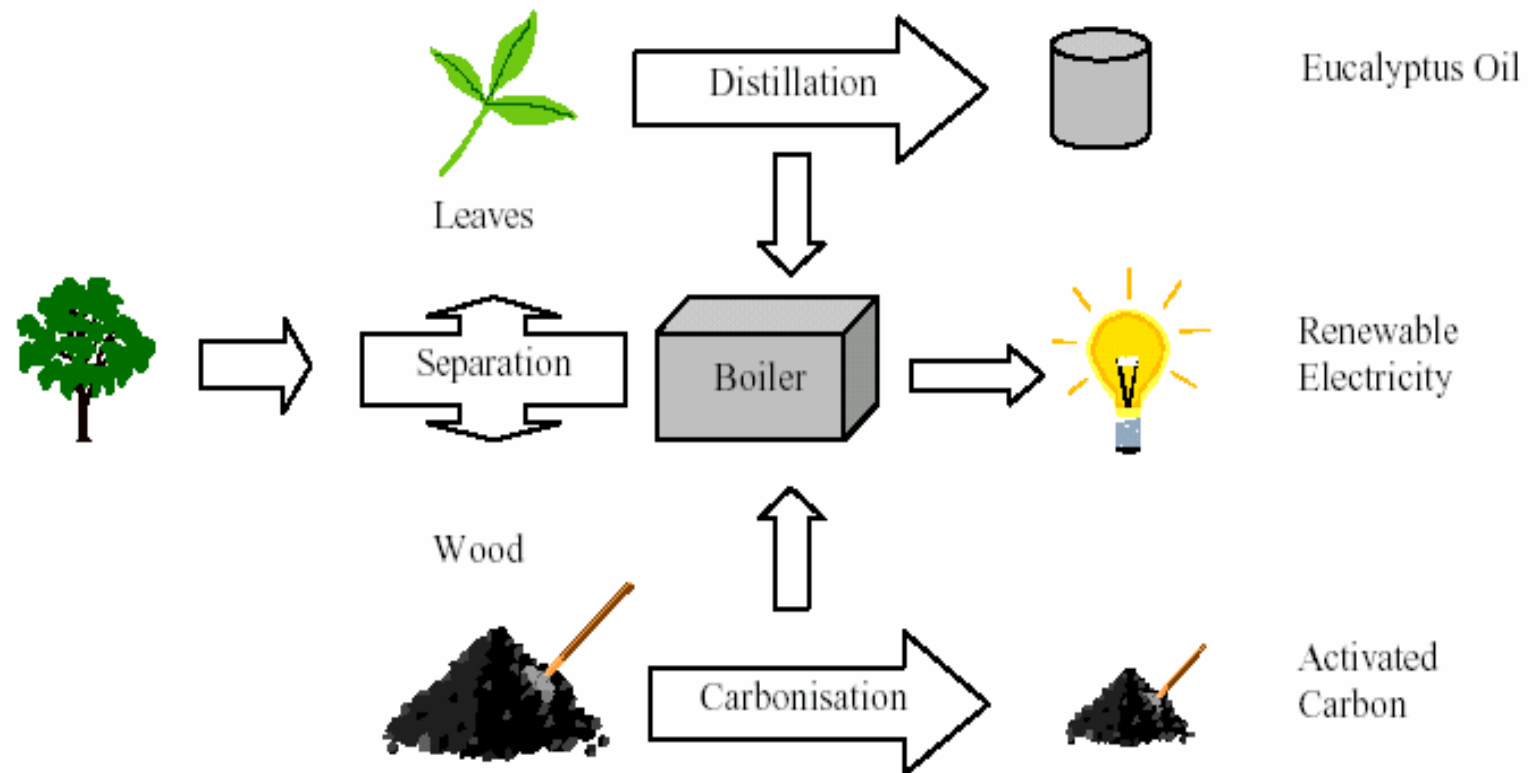 Distillation
Eucalyptus Oil
Leaves
Separation
Boiler
Renewable
Electricity
Wood
Carbonisation
Activated
Carbon